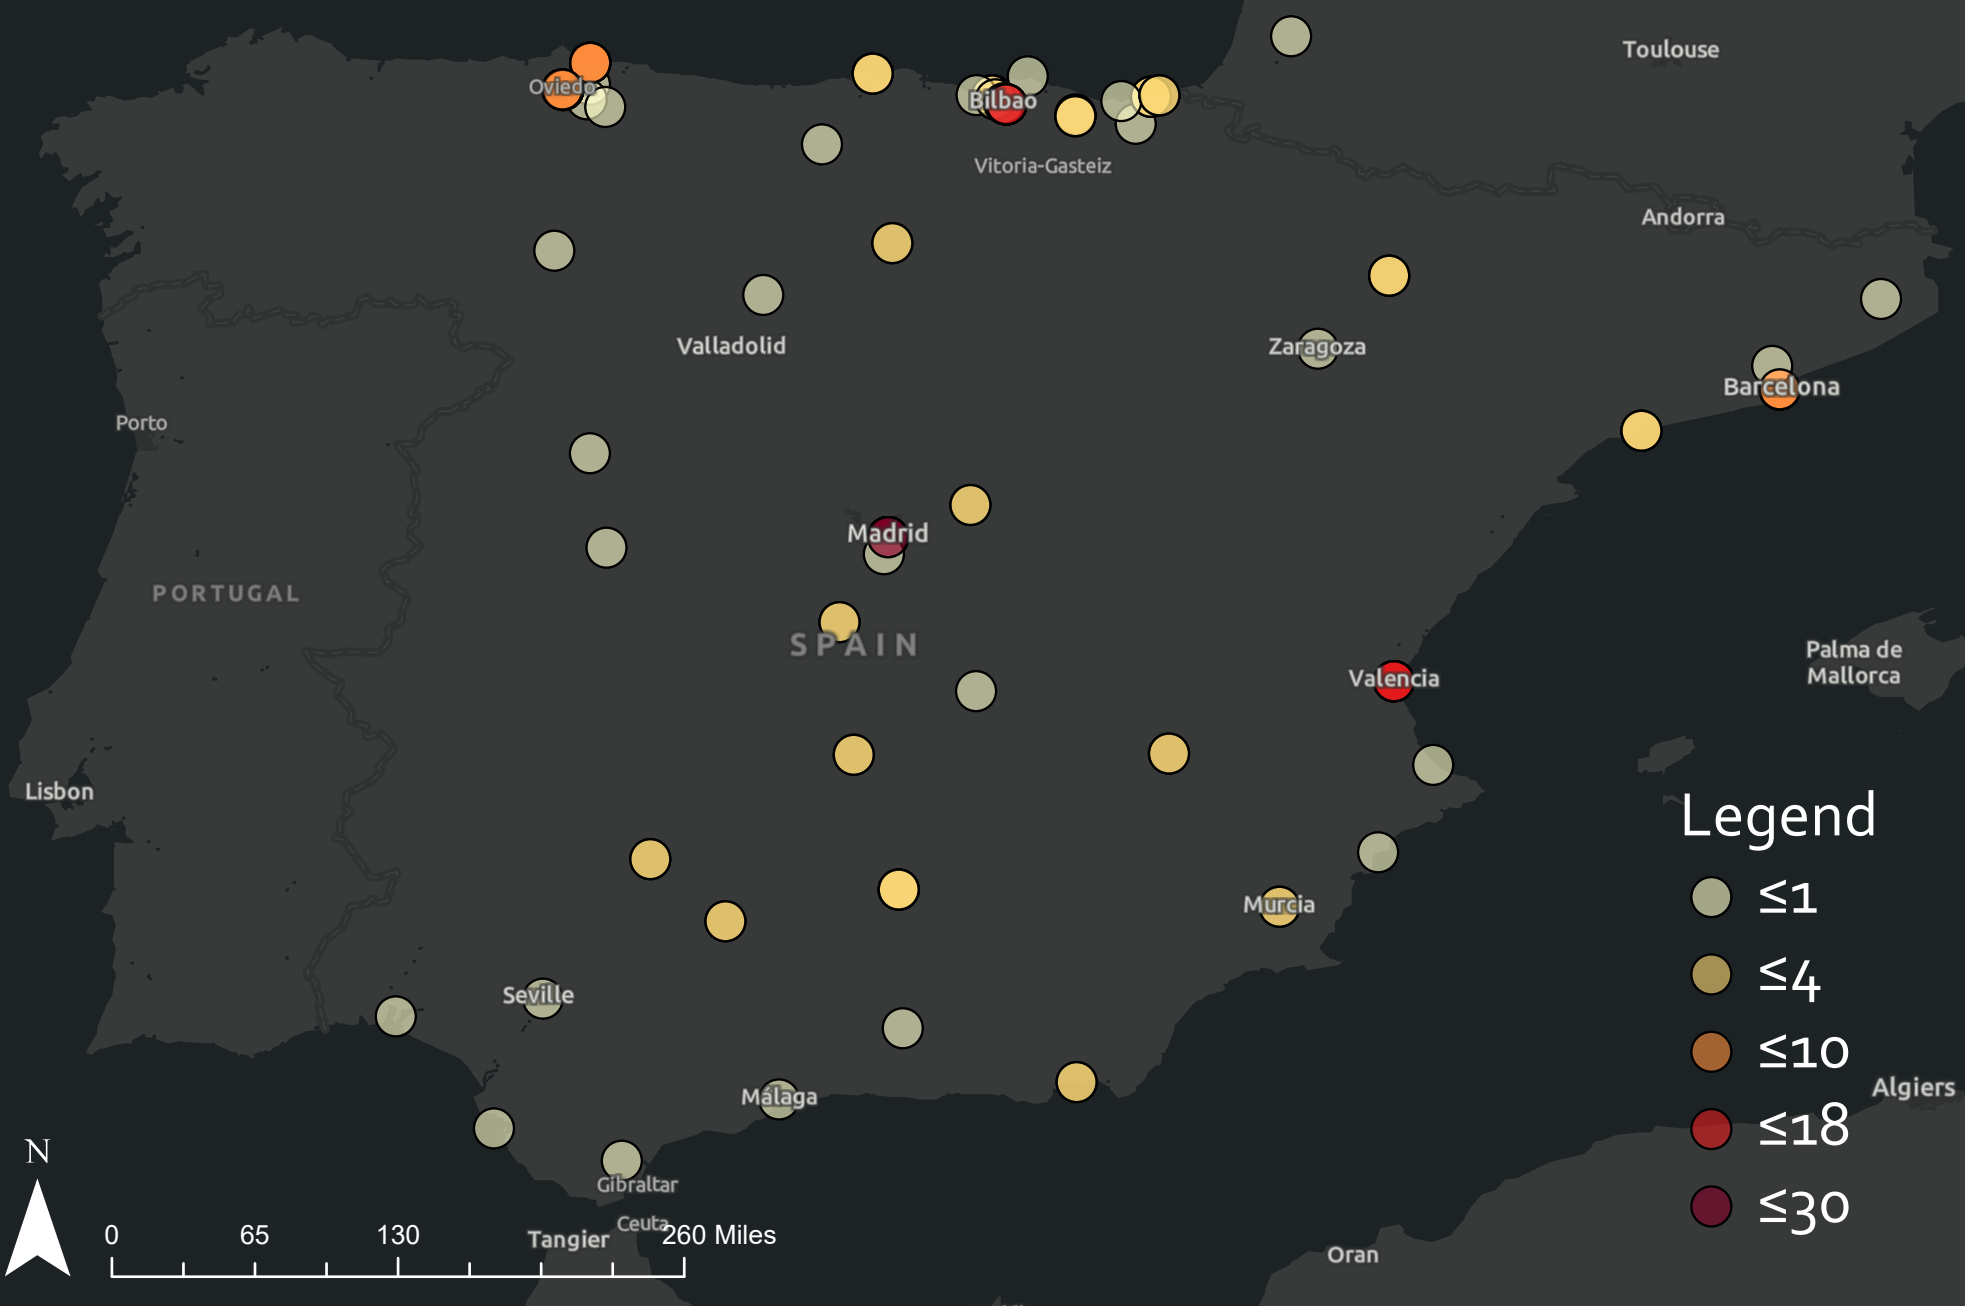 Toulouse
Oviedo
Bilbao
Vitoria-Gasteiz
Andorra
Valladolid
Zaragoza
Barcelona
Porto
Madrid
PORTUGAL
SPAIN
Palma de
Mallorca
Valencia
Lisbon
Legend
≤1
Murcia
≤4
Seville
≤10
Málaga
Algiers
≤18
N
Gibraltar
≤30
Ceuta
0 65 130 260 Miles
Tangier
Oran